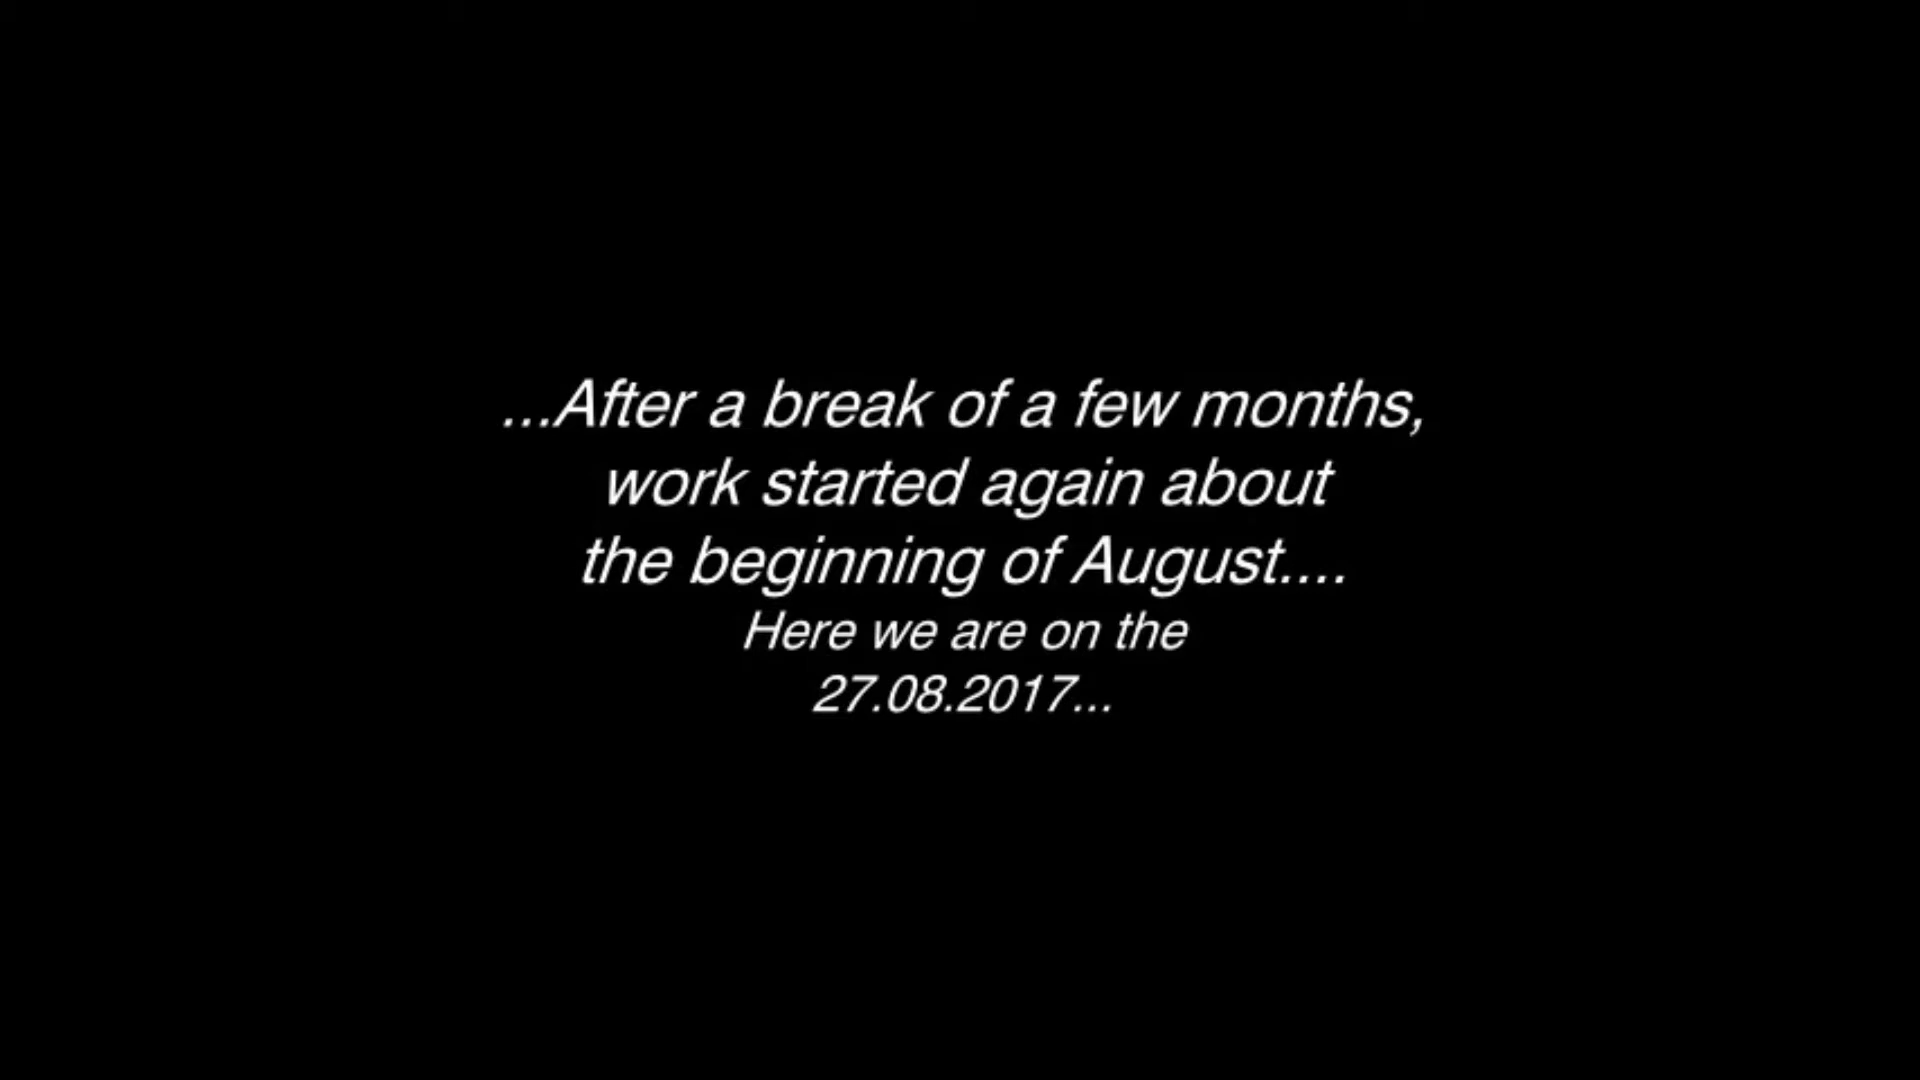 ...After a break of a few months,
work started again about
the beginning of August....
Here we are on the
27.08.2017...